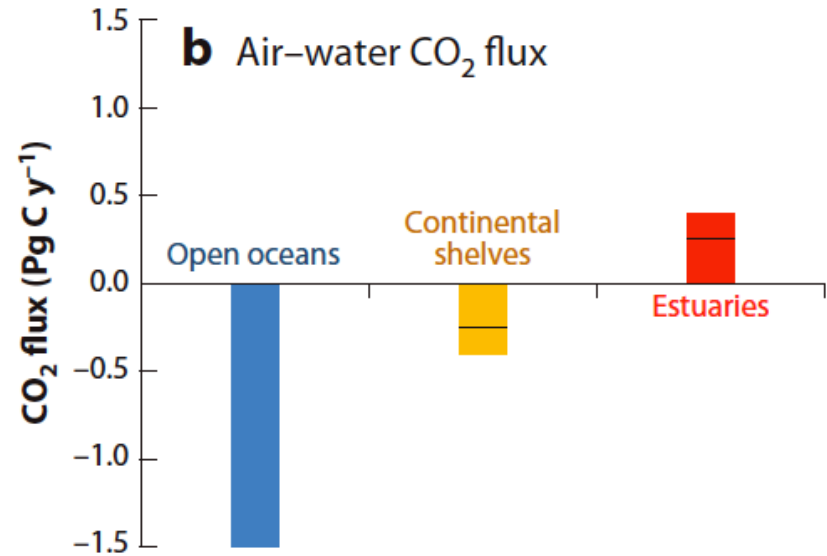 b Air–water CO₂ flux
CO₂ flux (Pg C y⁻¹)
1.5
1.0
0.5
0.0
–0.5
–1.0
–1.5
Open oceans
Continental
shelves
Estuaries